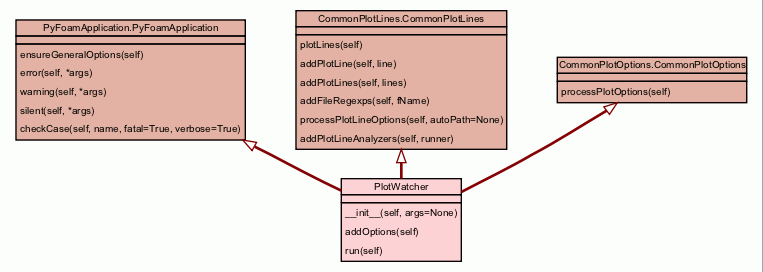 PyFoamApplication.PyFoamApplication
ensureGeneralOptions(self)
error(self, *args)
warning(self, *args)
silent(self, *args)
checkCase(self, name, fatal=True, verbose=True)
CommonPlotLines.CommonPlotLines
plotLines(self)
addPlotLine(self, line)
addPlotLines(self, lines)
addFileRegexps(self, fName)
processPlotLineOptions(self, autoPath=None)
addPlotLineAnalyzers(self, runner)
CommonPlotOptions.CommonPlotOptions
processPlotOptions(self)
PlotWatcher
__init__(self, args=None)
addOptions(self)
run(self)